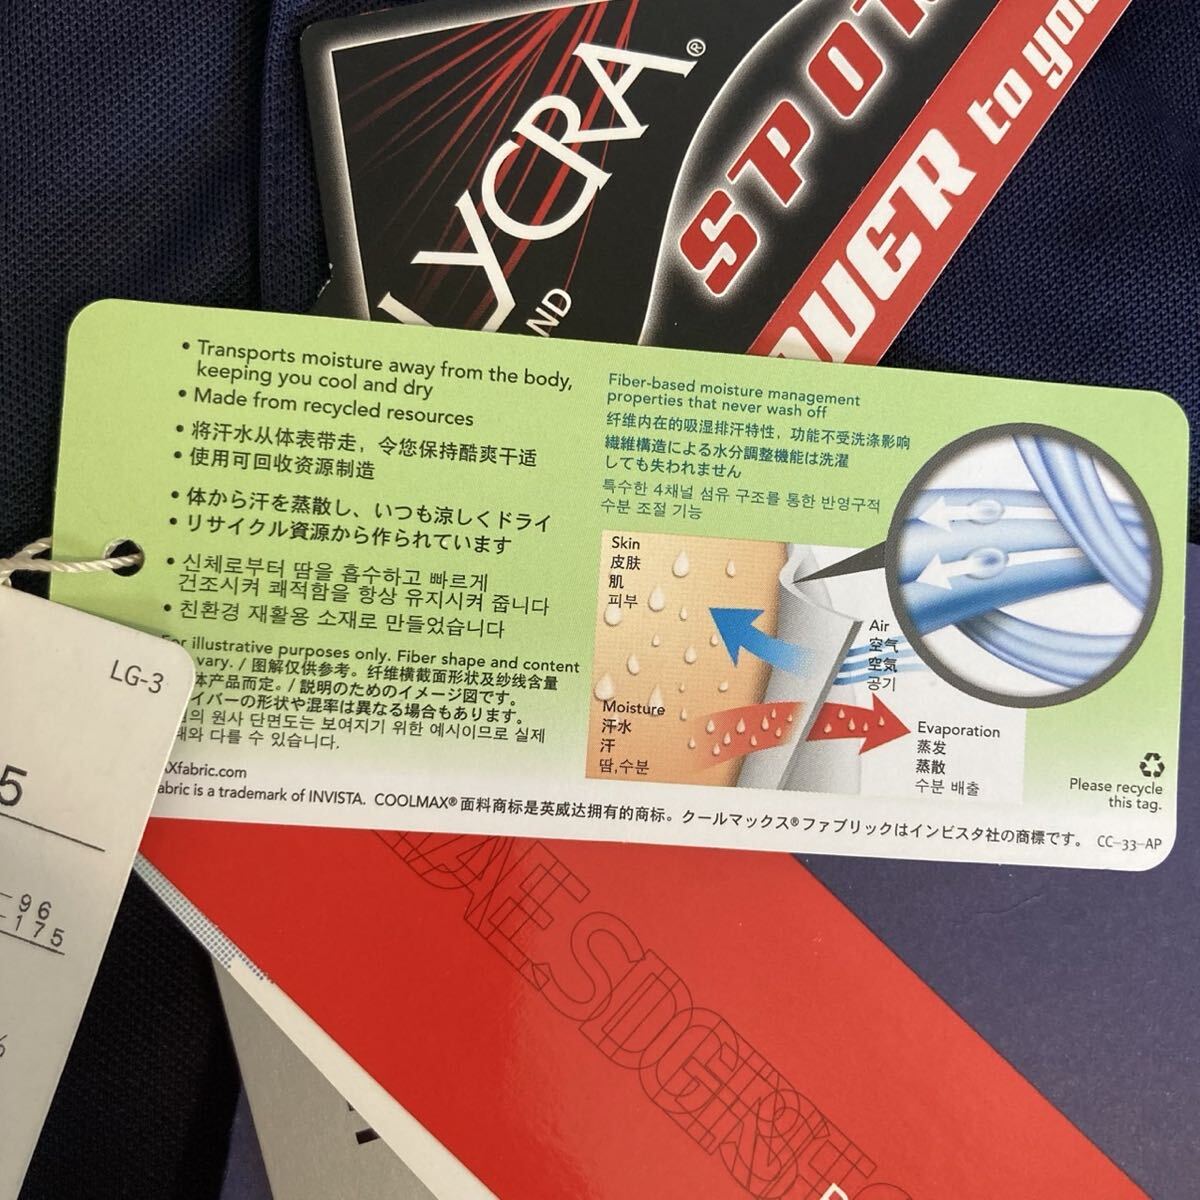 LYCRA®
SPORT
to you
• Transports moisture away from the body,
keeping you cool and dry
• Made from recycled resources
• 将汗水从体表带走，令您保持酷爽干适
• 使用可回收资源制造
• 体から汗を蒸散し、いつも涼しくドライ
• リサイクル資源から作られています
• 신체로부터 땀을 흡수하고 빠르게
건조시켜 쾌적함을 항상 유지시켜 줍니다
• 친환경 재활용 소재로 만들었습니다
illustrative purposes only. Fiber shape and content
vary. / 图解仅供参考。纤维横截面形状及纱线含量
体产品而定。/ 説明のためのイメージ図です。
イバーの形状や混率は異なる場合もあります。
의 원사 단면도는 보여지기 위한 예시이므로 실제
와 다를 수 있습니다.
Xfabric.com
abric is a trademark of INVISTA. COOLMAX® 面料商标是英威达拥有的商标。クールマックス®ファブリックはインビスタ社の商標です。 CC-33-AP
Fiber-based moisture management
properties that never wash off
纤维内在的吸湿排汗特性，功能不受洗涤影响
繊維構造による水分調整機能は洗濯
しても失われません
특수한 4채널 섬유 구조를 통한 반영구적
수분 조절 기능
Skin
皮肤
肌
피부
Air
空气
空気
공기
Moisture
汗水
汗
땀,수분
Evaporation
蒸发
蒸散
수분 배출
Please recycle
this tag.
LG-3
5
96
175